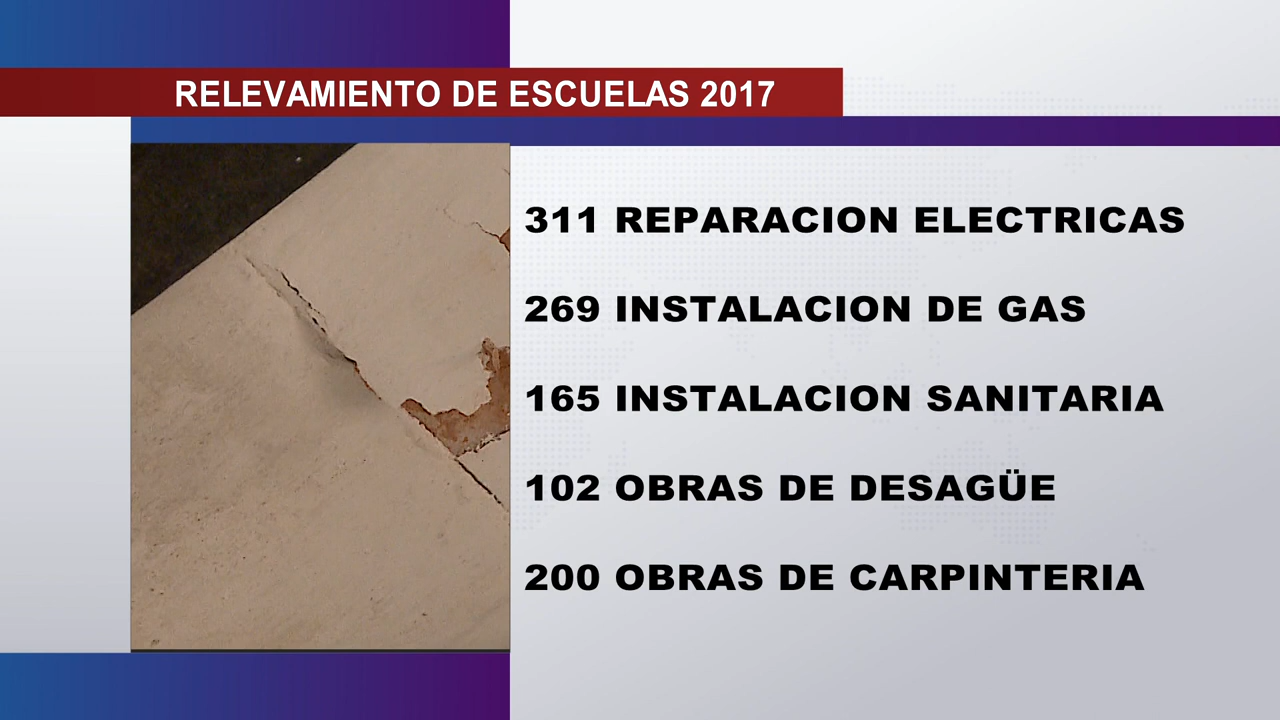 RELEVAMIENTO DE ESCUELAS 2017
311 REPARACION ELECTRICAS
269 INSTALACION DE GAS
165 INSTALACION SANITARIA
102 OBRAS DE DESAGÜE
200 OBRAS DE CARPINTERIA